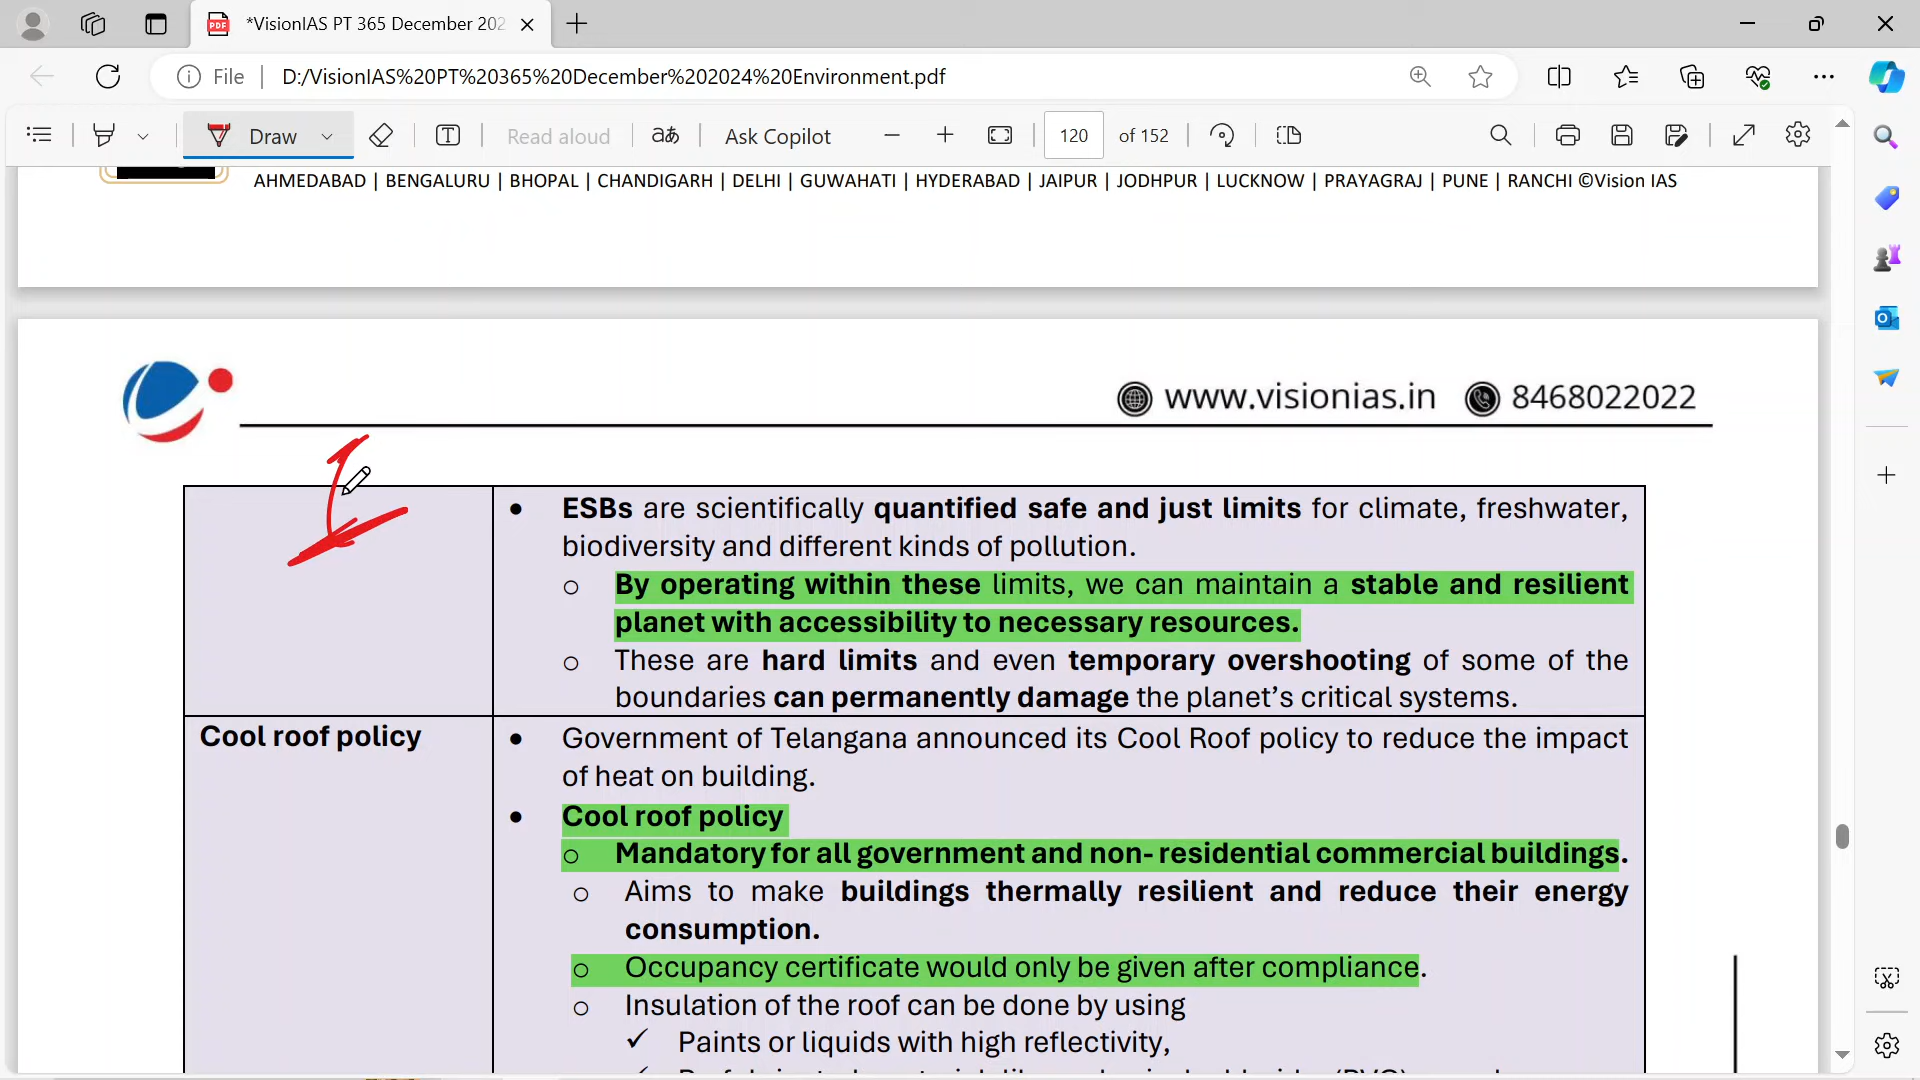 *VisionIAS PT 365 December 202
File
D:/VisionIAS%20PT%20365%20December%202024%20Environment.pdf
Draw
Read aloud
aあ
Ask Copilot
120
of 152
AHMEDABAD | BENGALURU | BHOPAL | CHANDIGARH | DELHI | GUWAHATI | HYDERABAD | JAIPUR | JODHPUR | LUCKNOW | PRAYAGRAJ | PUNE | RANCHI ©Vision IAS
www.visionias.in 8468022022
• ESBs are scientifically quantified safe and just limits for climate, freshwater,
biodiversity and different kinds of pollution.
o By operating within these limits, we can maintain a stable and resilient
planet with accessibility to necessary resources.
o These are hard limits and even temporary overshooting of some of the
boundaries can permanently damage the planet's critical systems.
Cool roof policy
• Government of Telangana announced its Cool Roof policy to reduce the impact
of heat on building.
• Cool roof policy
o Mandatory for all government and non- residential commercial buildings.
o Aims to make buildings thermally resilient and reduce their energy
consumption.
o Occupancy certificate would only be given after compliance.
o Insulation of the roof can be done by using
✓ Paints or liquids with high reflectivity,